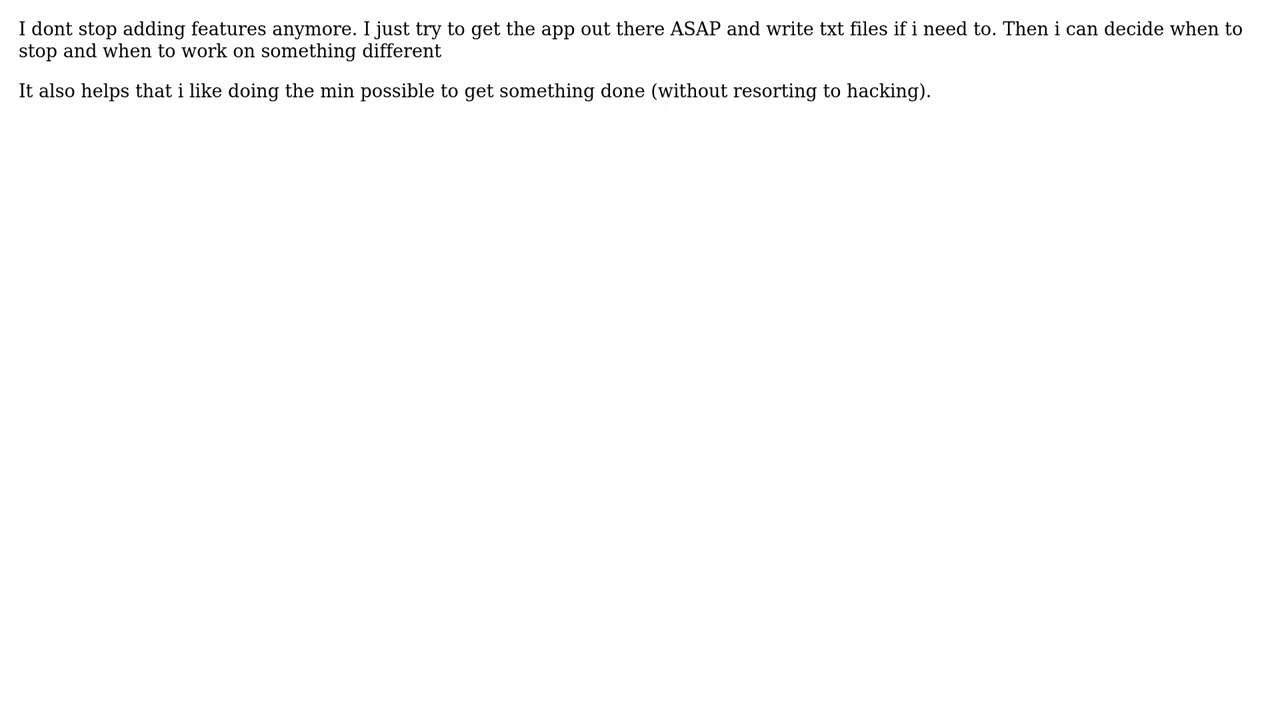 I dont stop adding features anymore. I just try to get the app out there ASAP and write txt files if i need to. Then i can decide when to
stop and when to work on something different
It also helps that i like doing the min possible to get something done (without resorting to hacking).